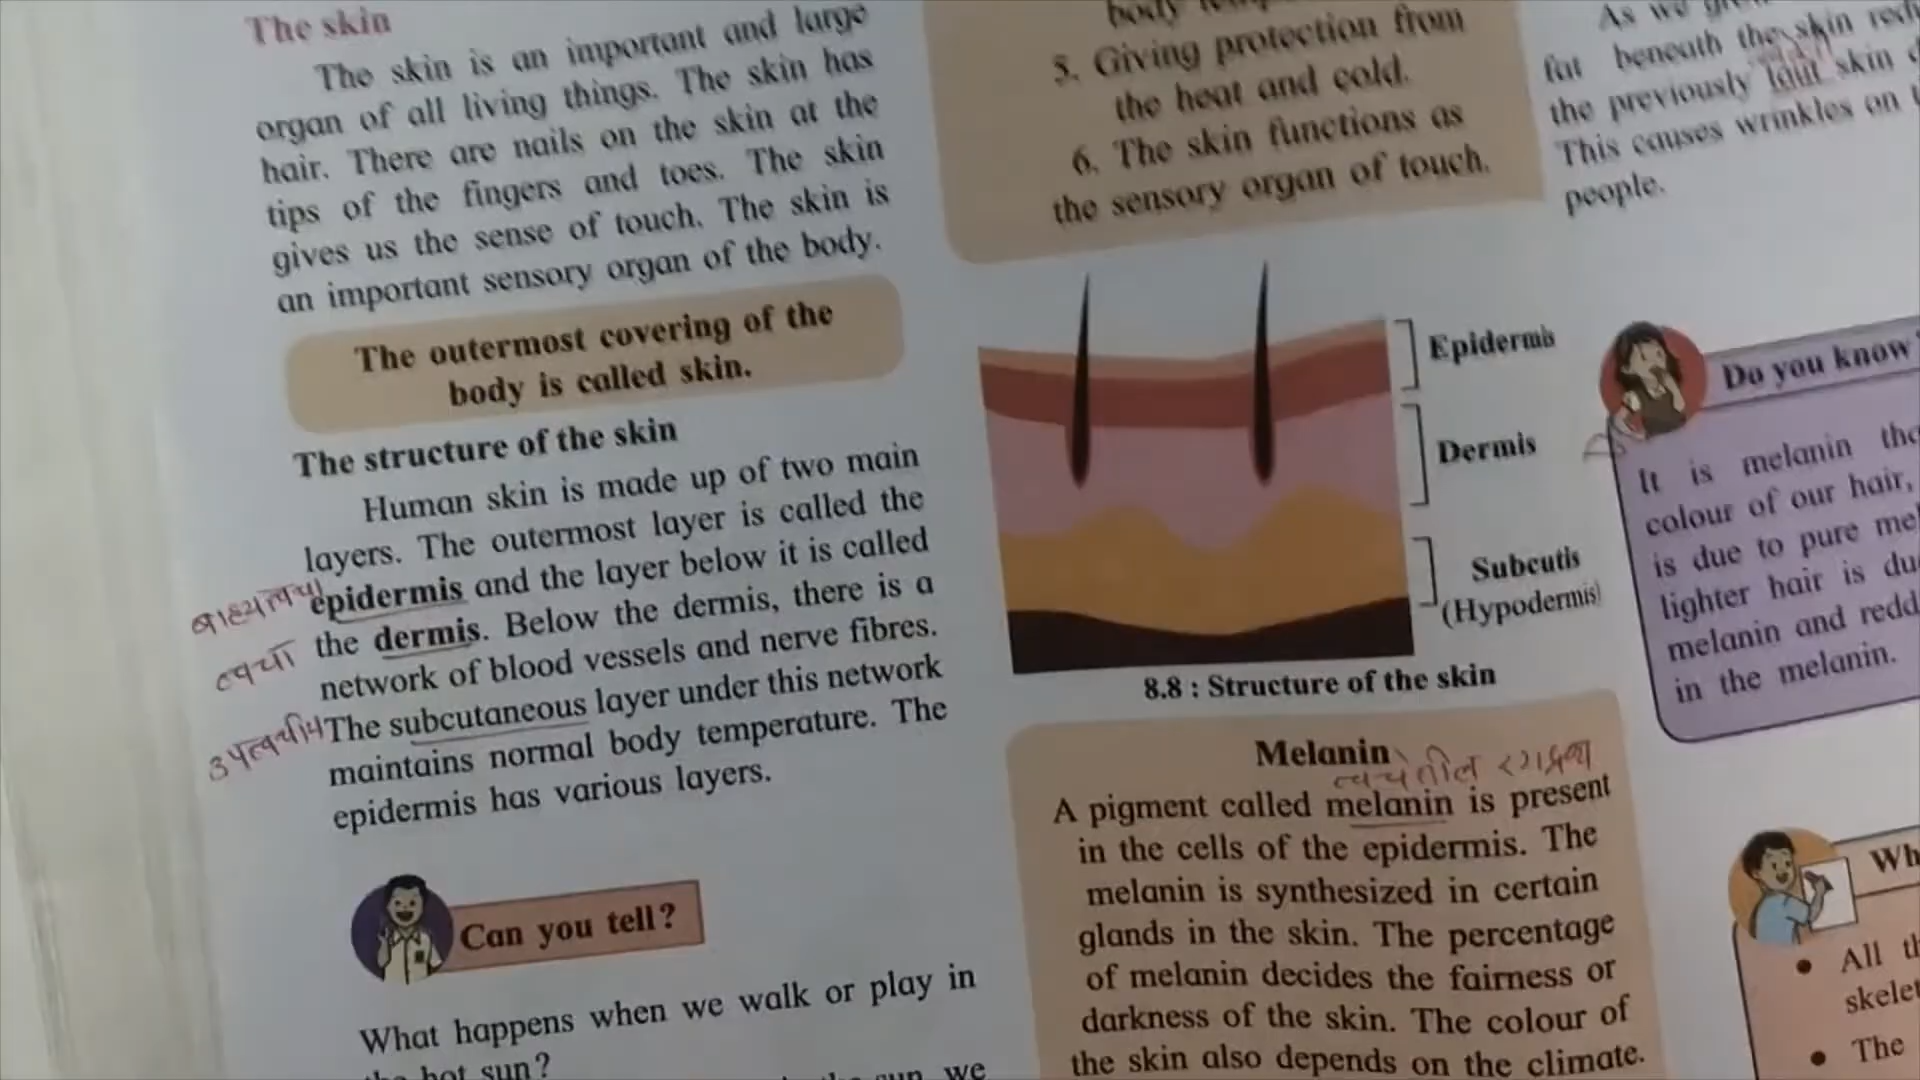 The skin
The skin is an important and large
organ of all living things. The skin has
hair. There are nails on the skin at the
tips of the fingers and toes. The skin
gives us the sense of touch. The skin is
an important sensory organ of the body.
The outermost covering of the
body is called skin.
The structure of the skin
Human skin is made up of two main
layers. The outermost layer is called the
epidermis and the layer below it is called
the dermis. Below the dermis, there is a
network of blood vessels and nerve fibres.
The subcutaneous layer under this network
maintains normal body temperature. The
epidermis has various layers.
बाह्यत्वचा
त्वचा
Can you tell?
What happens when we walk or play in
hot sun?
we
body
5. Giving protection from
the heat and cold.
6. The skin functions as
the sensory organ of touch.
Epidermis
Dermis
Subcutis
(Hypodermis)
8.8 : Structure of the skin
Melanin
A pigment called melanin is present
in the cells of the epidermis. The
melanin is synthesized in certain
glands in the skin. The percentage
of melanin decides the fairness or
darkness of the skin. The colour of
the skin also depends on the climate.
As we
fat beneath the skin
the previously taut skin
This causes wrinkles on
people.
Do you know?
It is melanin
colour of our hair,
is due to pure
lighter hair is
melanin and
in the melanin.
All
The